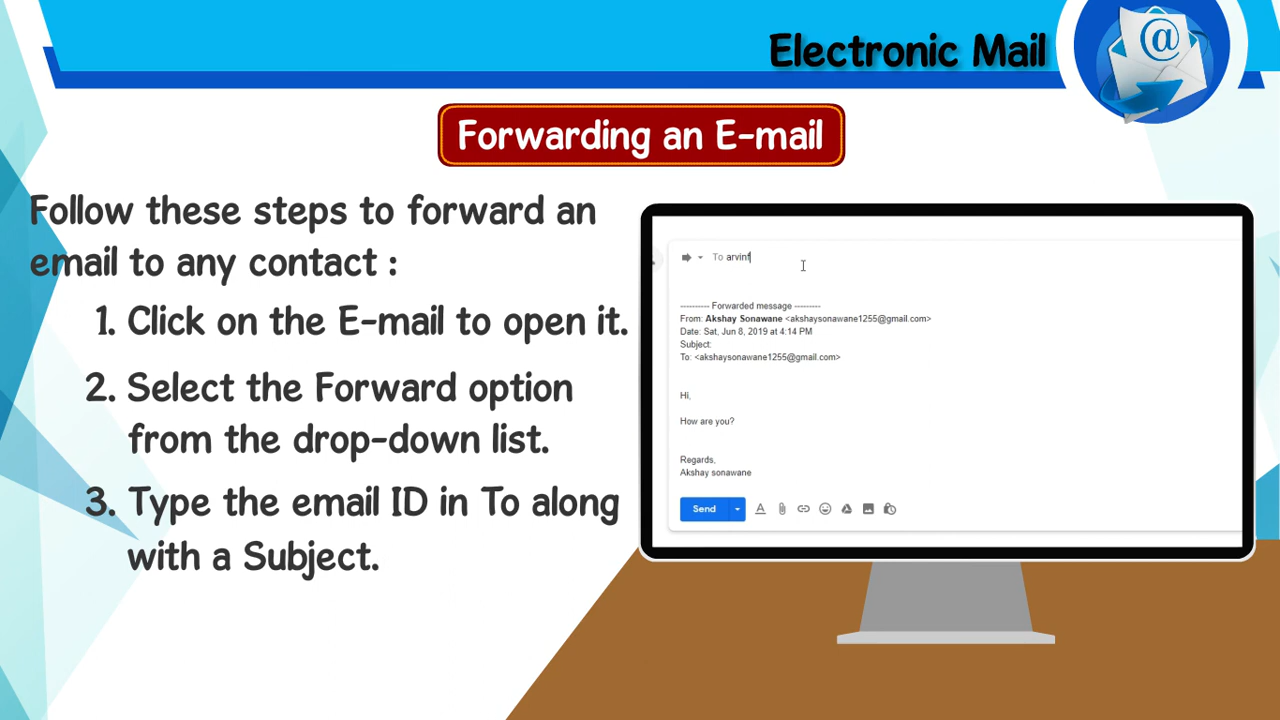 Electronic Mail
@
Forwarding an E-mail
Follow these steps to forward an
email to any contact :
1. Click on the E-mail to open it.
2. Select the Forward option
from the drop-down list.
3. Type the email ID in To along
with a Subject.
To arvinf
---------- Forwarded message ---------
From: Akshay Sonawane <akshaysonawane1255@gmail.com>
Date: Sat, Jun 8, 2019 at 4:14 PM
Subject:
To: <akshaysonawane1255@gmail.com>
Hi,
How are you?
Regards,
Akshay sonawane
Send A